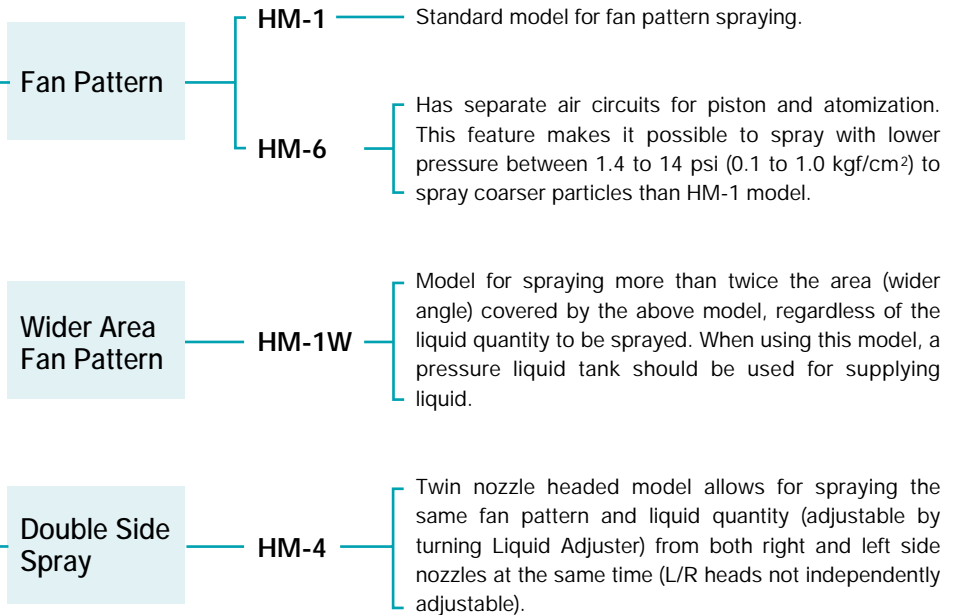 HM-1
Standard model for fan pattern spraying.
Fan Pattern
HM-6
Has separate air circuits for piston and atomization.
This feature makes it possible to spray with lower
pressure between 1.4 to 14 psi (0.1 to 1.0 kgf/cm²) to
spray coarser particles than HM-1 model.
Wider Area
Fan Pattern
HM-1W
Model for spraying more than twice the area (wider
angle) covered by the above model, regardless of the
liquid quantity to be sprayed. When using this model, a
pressure liquid tank should be used for supplying
liquid.
Double Side
Spray
HM-4
Twin nozzle headed model allows for spraying the
same fan pattern and liquid quantity (adjustable by
turning Liquid Adjuster) from both right and left side
nozzles at the same time (L/R heads not independently
adjustable).